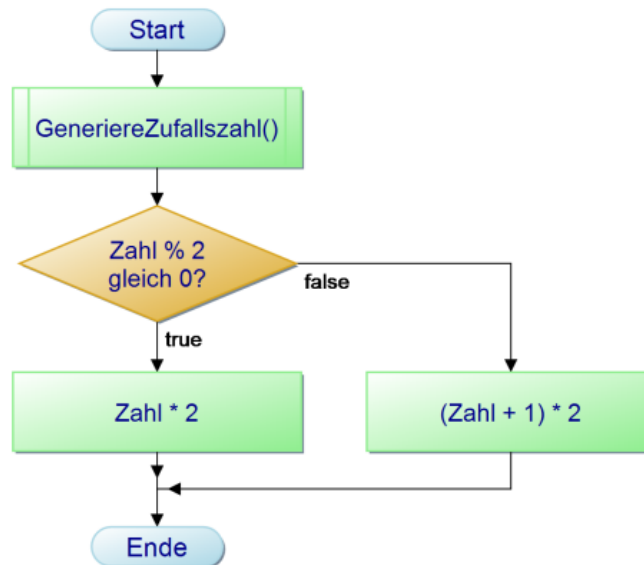 Start
GeneriereZufallszahl()
Zahl % 2
gleich 0?
false
true
Zahl * 2
(Zahl + 1) * 2
Ende